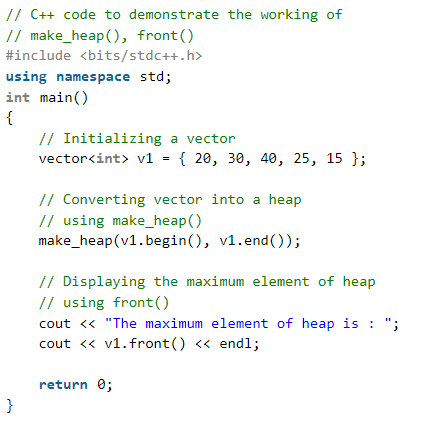 // C++ code to demonstrate the working of
// make_heap(), front()
#include <bits/stdc++.h>
using namespace std;
int main()
{
    // Initializing a vector
    vector<int> v1 = { 20, 30, 40, 25, 15 };

    // Converting vector into a heap
    // using make_heap()
    make_heap(v1.begin(), v1.end());

    // Displaying the maximum element of heap
    // using front()
    cout << "The maximum element of heap is : ";
    cout << v1.front() << endl;

    return 0;
}